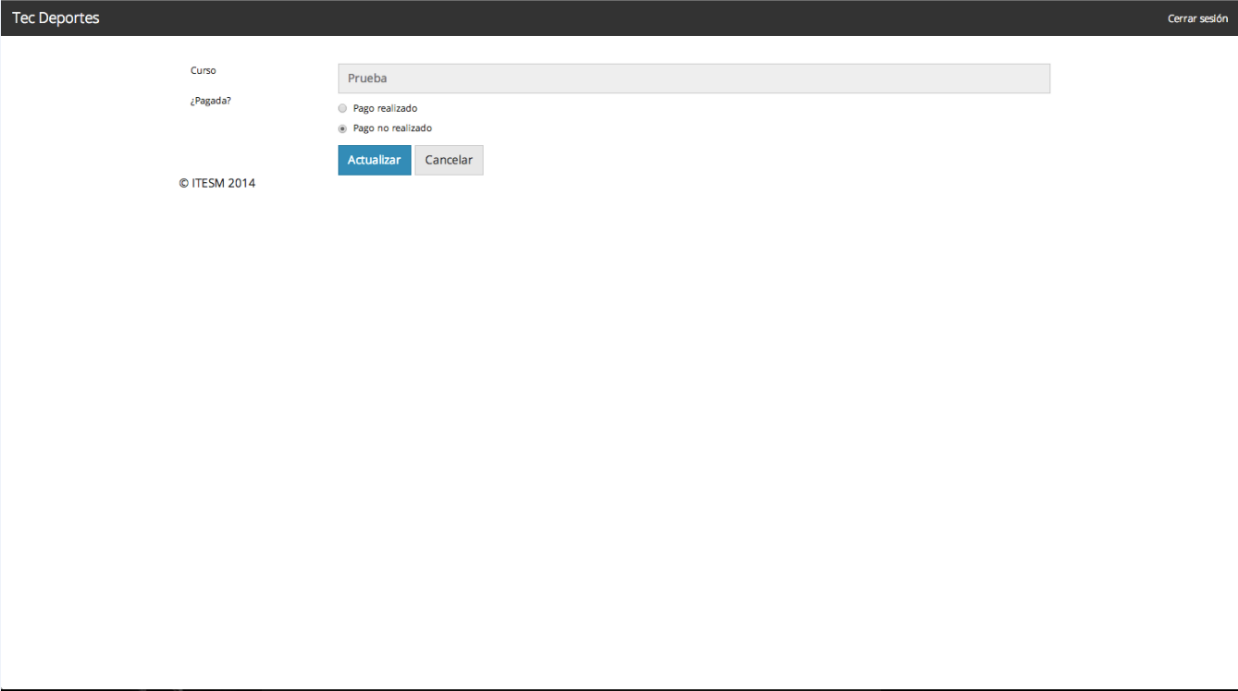 Tec Deportes
Cerrar sesión
Curso
Prueba
¿Pagada?
Pago realizado
Pago no realizado
Actualizar
Cancelar
© ITESM 2014